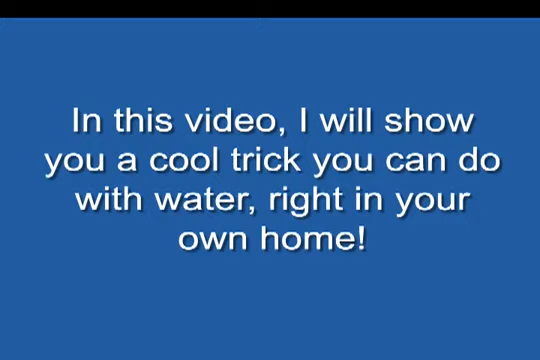 In this video, I will show
you a cool trick you can do
with water, right in your
own home!